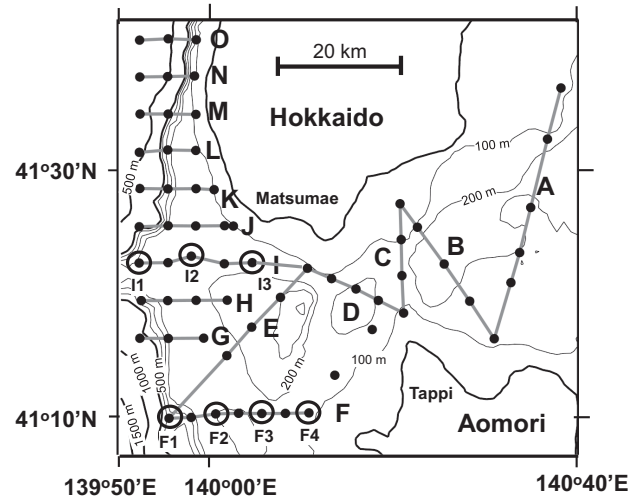 O
20 km
N
M
Hokkaido
L
100 m
41°30'N
500 m
K
Matsumae
200 m
A
J
I1
I2
I3
I
C
B
H
D
E
G
1000 m
500 m
200 m
100 m
1500 m
Tappi
41°10'N
F
Aomori
F1
F2
F3
F4
139°50'E
140°00'E
140°40'E